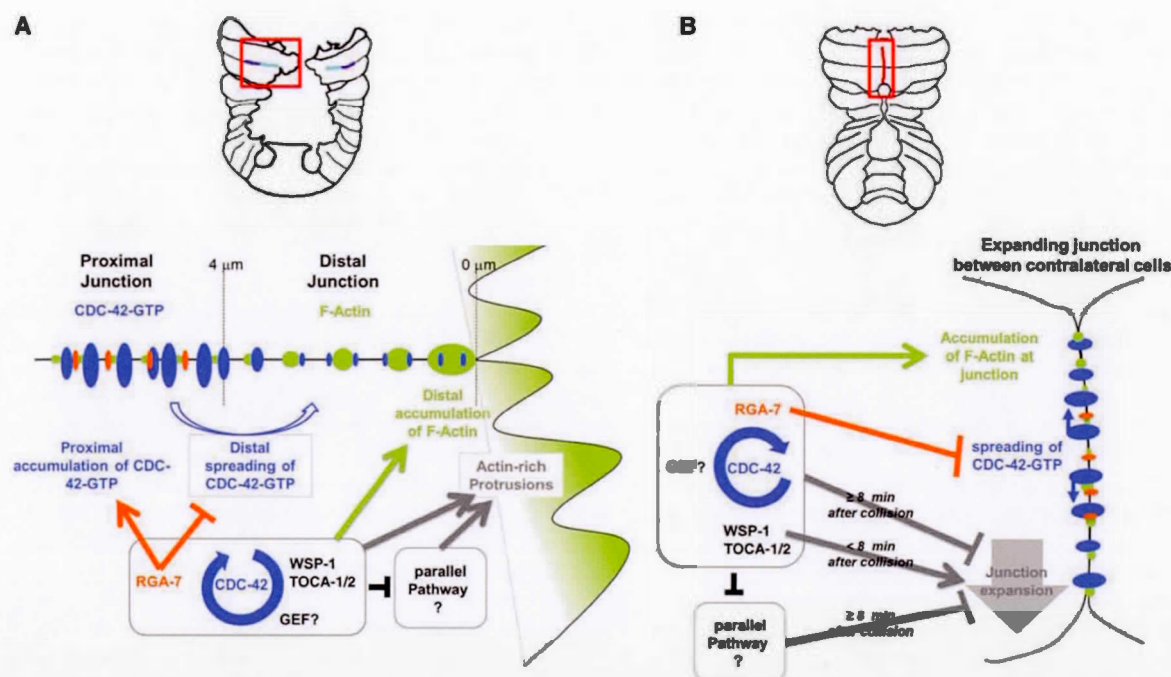 A
Proximal
Junction
CDC-42-GTP
4 μm
Distal
Junction
F-Actin
0 μm
Distal
accumulation
of F-Actin
Proximal
accumulation of CDC-
42-GTP
Distal
spreading of
CDC-42-GTP
Actin-rich
Protrusions
RGA-7
CDC-42
WSP-1
TOCA-1/2
GEF?
parallel
Pathway
?
B
Expanding junction
between contralateral cells
Accumulation
of F-Actin at
junction
RGA-7
spreading of
CDC-42-GTP
GEF?
CDC-42
≥ 8 min
after collision
WSP-1
TOCA-1/2
< 8 min
after collision
Junction
expansion
parallel
Pathway
?
≥ 8 min
after collision